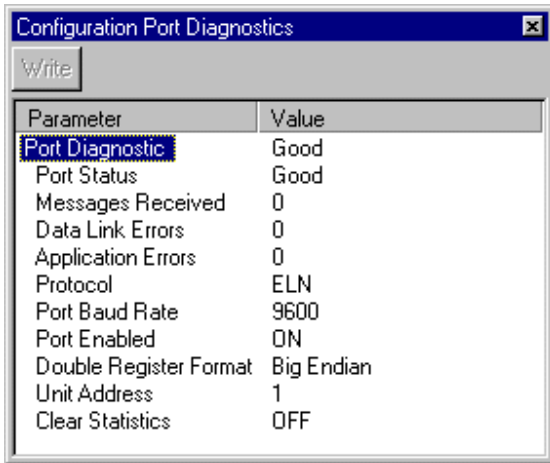 Configuration Port Diagnostics
Write
Parameter Value
Port Diagnostic Good
Port Status Good
Messages Received 0
Data Link Errors 0
Application Errors 0
Protocol ELN
Port Baud Rate 9600
Port Enabled ON
Double Register Format Big Endian
Unit Address 1
Clear Statistics OFF